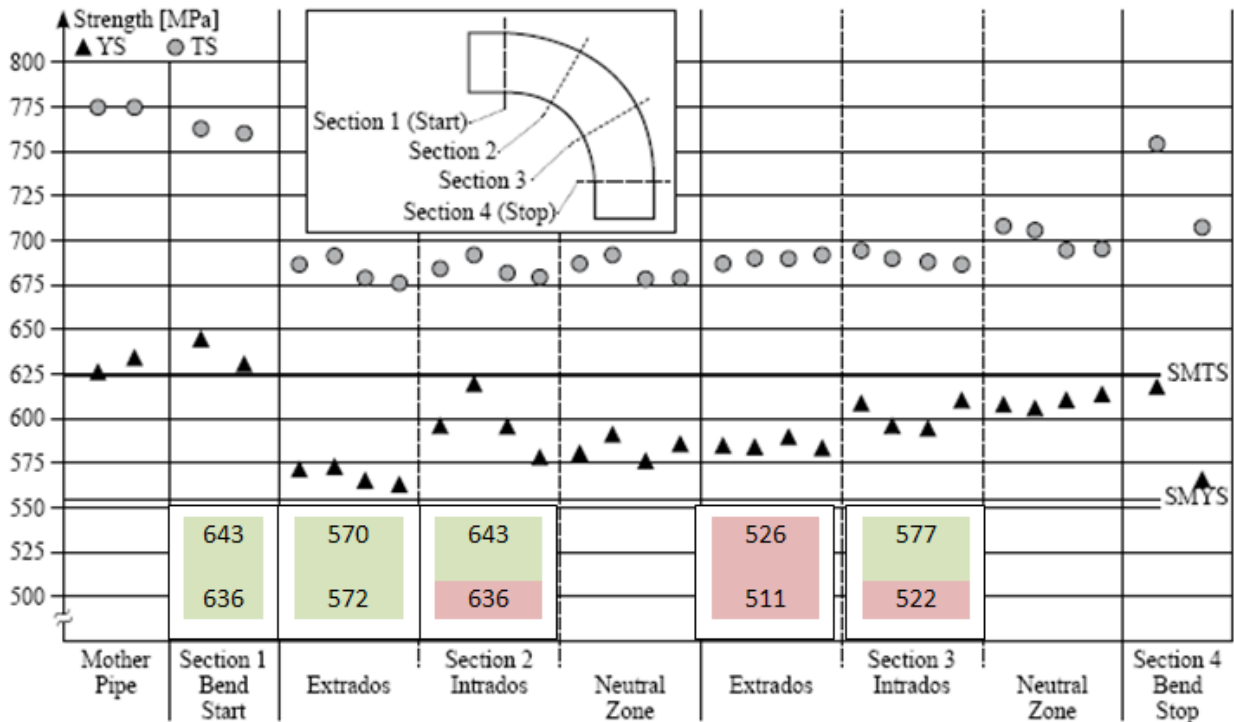 Strength [MPa]
YS TS
800
775
750
725
700
675
650
625
600
575
550
525
500
Section 1 (Start)
Section 2
Section 3
Section 4 (Stop)
SMTS
SMYS
643 570 643 526 577
636 572 636 511 522
Section 1 Section 2 Section 3 Section 4
Mother Bend Extrados Intrados Neutral Extrados Intrados Neutral Bend
Pipe Start Zone Zone Stop